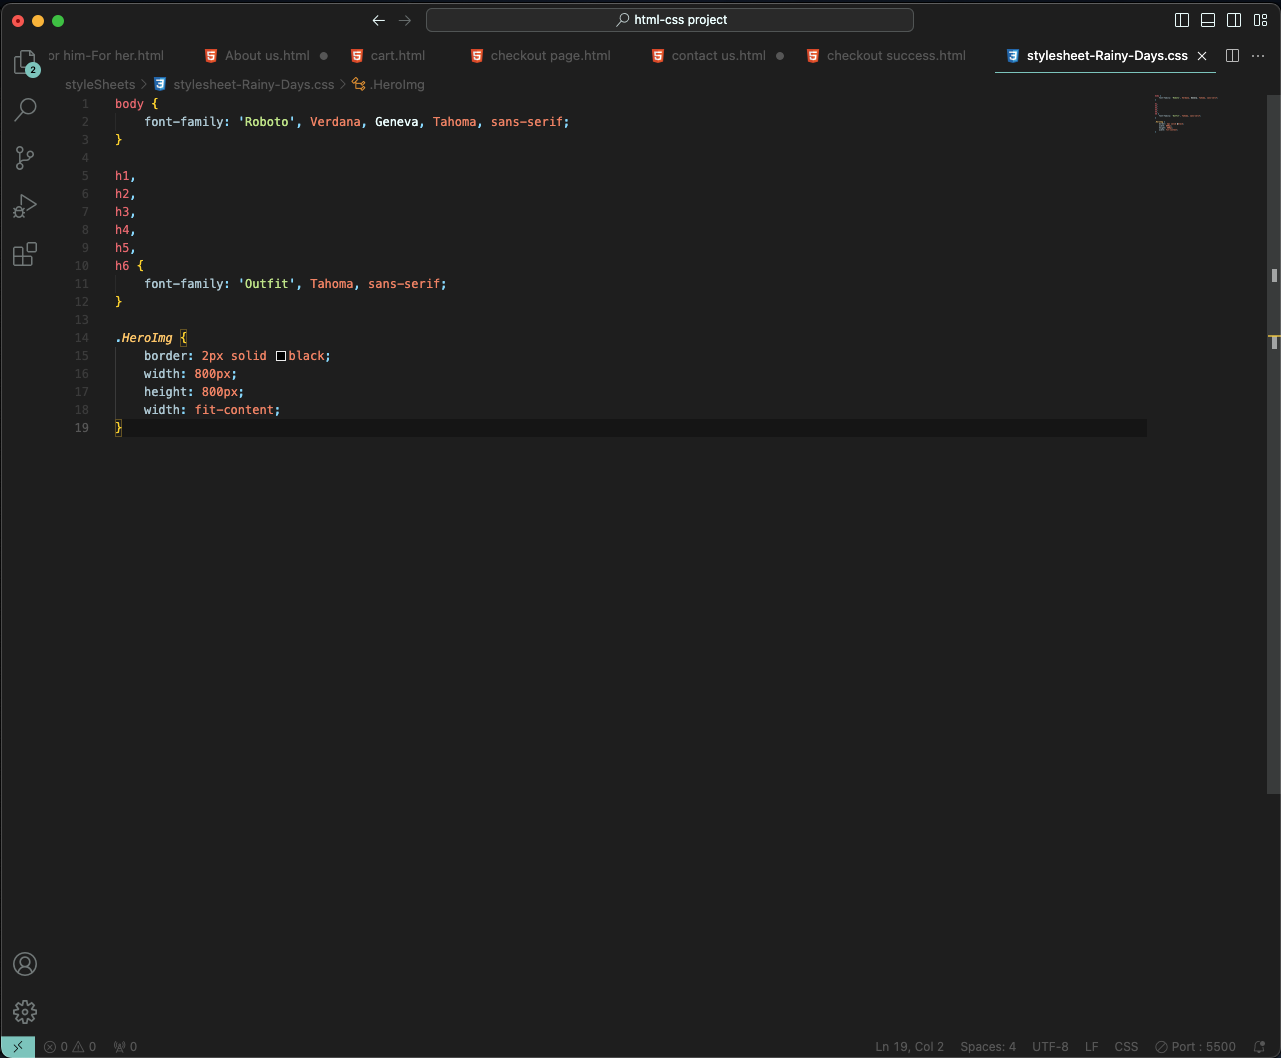 html-css project
or him-For her.html About us.html cart.html checkout page.html contact us.html checkout success.html stylesheet-Rainy-Days.css
2
styleSheets > stylesheet-Rainy-Days.css > .HeroImg
1 body {
2 font-family: 'Roboto', Verdana, Geneva, Tahoma, sans-serif;
3 }
4
5 h1,
6 h2,
7 h3,
8 h4,
9 h5,
10 h6 {
11 font-family: 'Outfit', Tahoma, sans-serif;
12 }
13
14 .HeroImg {
15 border: 2px solid black;
16 width: 800px;
17 height: 800px;
18 width: fit-content;
19 }
0 0 0 Ln 19, Col 2 Spaces: 4 UTF-8 LF CSS Port : 5500